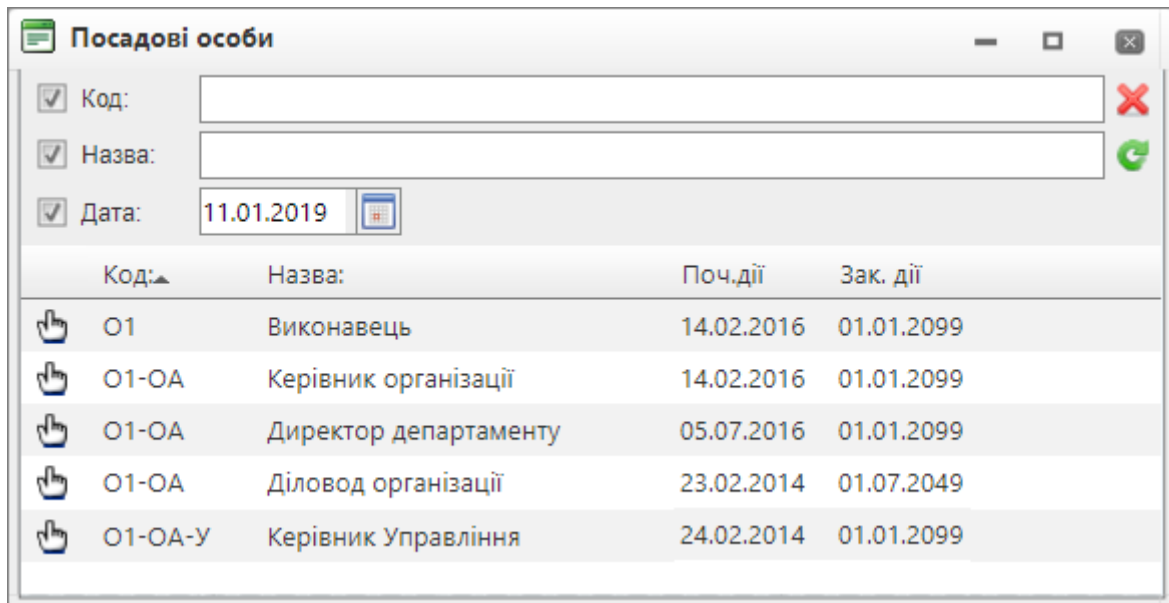 Посадові особи
Код:
Назва:
Дата: 11.01.2019
Код: Назва: Поч.дії Зак. дії
О1 Виконавець 14.02.2016 01.01.2099
О1-ОА Керівник організації 14.02.2016 01.01.2099
О1-ОА Директор департаменту 05.07.2016 01.01.2099
О1-ОА Діловод організації 23.02.2014 01.07.2049
О1-ОА-У Керівник Управління 24.02.2014 01.01.2099